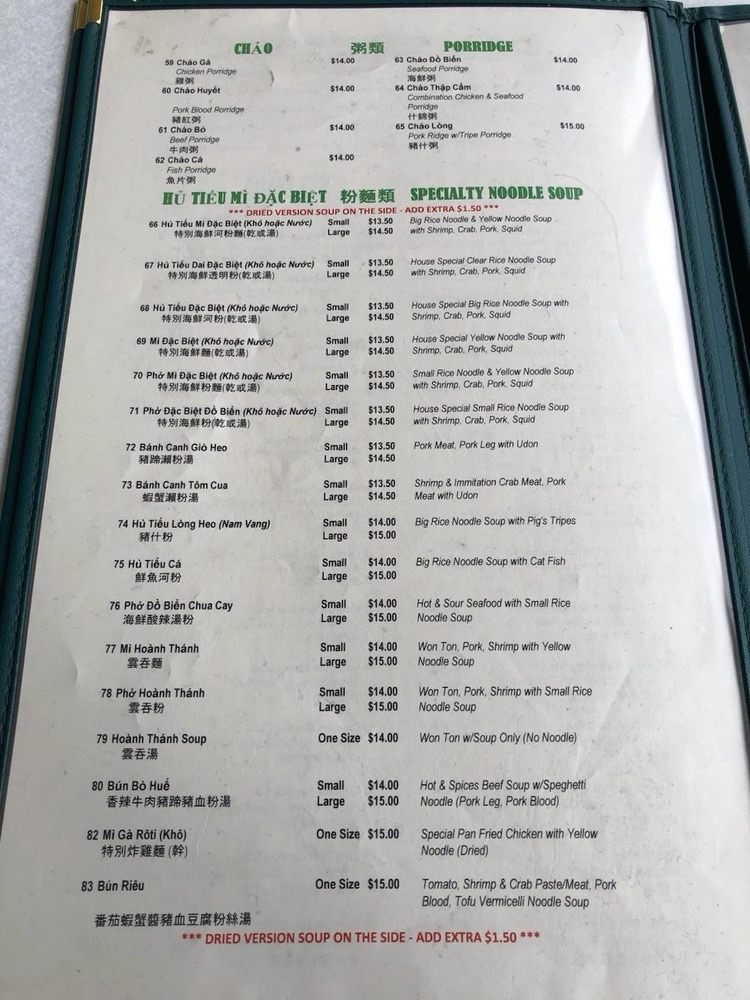 CHÁO 粥類 PORRIDGE
59 Cháo Gà $14.00
Chicken Porridge
雞粥
60 Cháo Huyết $14.00
Pork Blood Rorridge
豬紅粥
61 Cháo Bò $14.00
Beef Porridge
牛肉粥
62 Cháo Cá $14.00
Fish Porridge
魚片粥
63 Cháo Đồ Biển $14.00
Seafood Porridge
海鮮粥
64 Cháo Thập Cẩm $14.00
Combination Chicken & Seafood
Porridge
什錦粥
65 Cháo Lòng $15.00
Pork Ridge w/Tripe Porridge
豬什粥
HỦ TIẾU MÌ ĐẶC BIỆT 粉麵類 SPECIALTY NOODLE SOUP
*** DRIED VERSION SOUP ON THE SIDE - ADD EXTRA $1.50 ***
66 Hủ Tiếu Mì Đặc Biệt (Khô hoặc Nước) Small $13.50 Big Rice Noodle & Yellow Noodle Soup
特別海鮮河粉麵(乾或湯) Large $14.50 with Shrimp, Crab, Pork, Squid
67 Hủ Tiếu Dai Đặc Biệt (Khô hoặc Nước) Small $13.50 House Special Clear Rice Noodle Soup
特別海鮮透明粉(乾或湯) Large $14.50 with Shrimp, Crab, Pork, Squid
68 Hủ Tiếu Đặc Biệt (Khô hoặc Nước) Small $13.50 House Special Big Rice Noodle Soup with
特別海鮮河粉(乾或湯) Large $14.50 Shrimp, Crab, Pork, Squid
69 Mì Đặc Biệt (Khô hoặc Nước) Small $13.50 House Special Yellow Noodle Soup with
特別海鮮麵(乾或湯) Large $14.50 Shrimp, Crab, Pork, Squid
70 Phở Mì Đặc Biệt (Khô hoặc Nước) Small $13.50 Small Rice Noodle & Yellow Noodle Soup
特別海鮮粉麵(乾或湯) Large $14.50 with Shrimp, Crab, Pork, Squid
71 Phở Đặc Biệt Đồ Biển (Khô hoặc Nước) Small $13.50 House Special Small Rice Noodle Soup
特別海鮮粉(乾或湯) Large $14.50 with Shrimp, Crab, Pork, Squid
72 Bánh Canh Giò Heo Small $13.50 Pork Meat, Pork Leg with Udon
豬蹄瀨粉湯 Large $14.50
73 Bánh Canh Tôm Cua Small $13.50 Shrimp & Immitation Crab Meat, Pork
蝦蟹瀨粉湯 Large $14.50 Meat with Udon
74 Hủ Tiếu Lòng Heo (Nam Vang) Small $14.00 Big Rice Noodle Soup with Pig's Tripes
豬什粉 Large $15.00
75 Hủ Tiếu Cá Small $14.00 Big Rice Noodle Soup with Cat Fish
鮮魚河粉 Large $15.00
76 Phở Đồ Biển Chua Cay Small $14.00 Hot & Sour Seafood with Small Rice
海鮮酸辣湯粉 Large $15.00 Noodle Soup
77 Mì Hoành Thánh Small $14.00 Won Ton, Pork, Shrimp with Yellow
雲吞麵 Large $15.00 Noodle Soup
78 Phở Hoành Thánh Small $14.00 Won Ton, Pork, Shrimp with Small Rice
雲吞粉 Large $15.00 Noodle Soup
79 Hoành Thánh Soup One Size $14.00 Won Ton w/Soup Only (No Noodle)
雲吞湯
80 Bún Bò Huế Small $14.00 Hot & Spices Beef Soup w/Speghetti
香辣牛肉豬蹄豬血粉湯 Large $15.00 Noodle (Pork Leg, Pork Blood)
82 Mì Gà Rôti (Khô) One Size $15.00 Special Pan Fried Chicken with Yellow
特別炸雞麵 (幹) Noodle (Dried)
83 Bún Riêu One Size $15.00 Tomato, Shrimp & Crab Paste/Meat, Pork
Blood, Tofu Vermicelli Noodle Soup
番茄蝦蟹醬豬血豆腐粉絲湯
*** DRIED VERSION SOUP ON THE SIDE - ADD EXTRA $1.50 ***